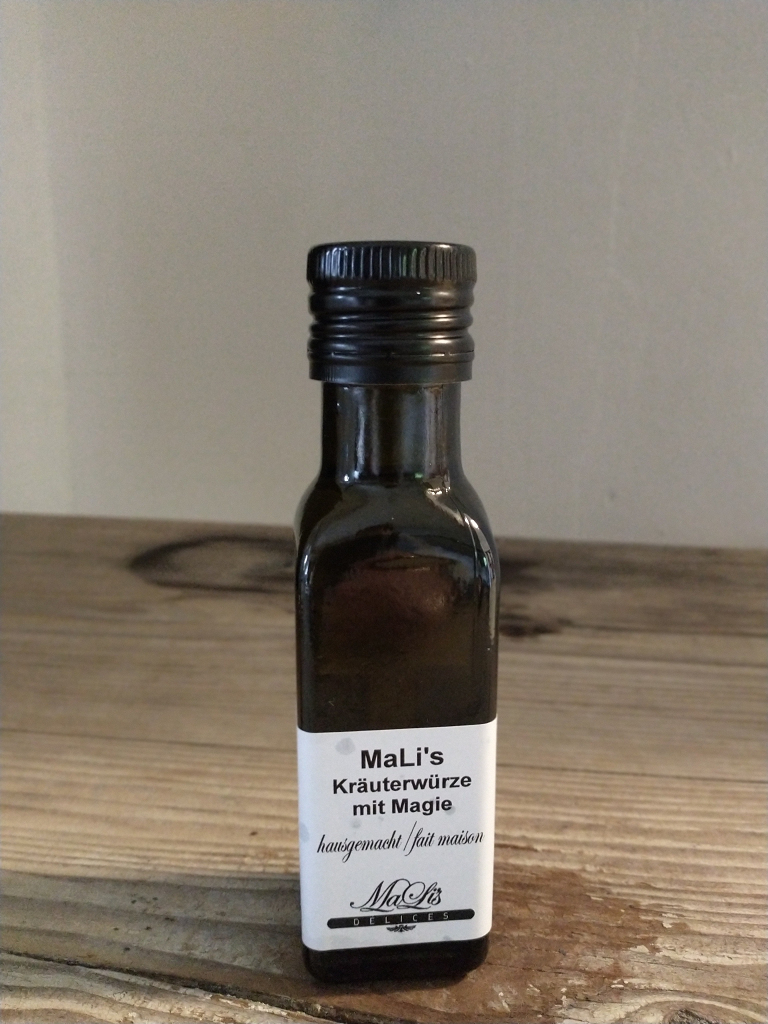 MaLi's
Kräuterwürze
mit Magie
hausgemacht/fait maison
MaLi's
DELICES